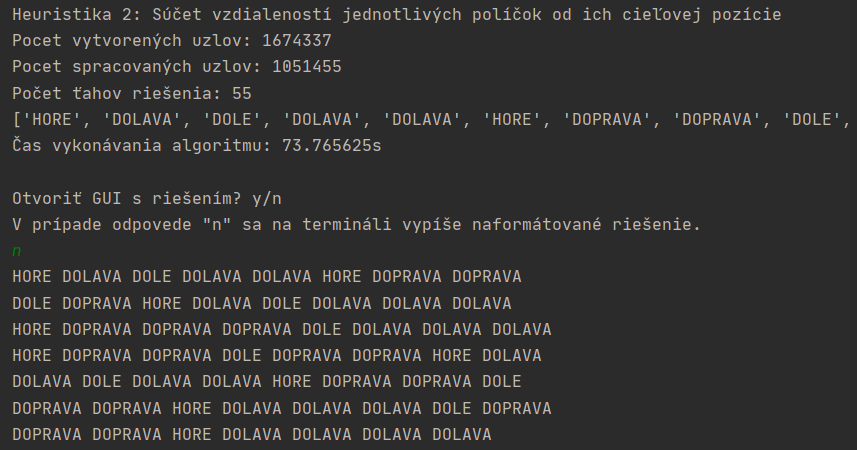 Heuristika 2: Súčet vzdialeností jednotlivých políčok od ich cieľovej pozície
Pocet vytvorených uzlov: 1674337
Pocet spracovaných uzlov: 1051455
Počet ťahov riešenia: 55
['HORE', 'DOLAVA', 'DOLE', 'DOLAVA', 'DOLAVA', 'HORE', 'DOPRAVA', 'DOPRAVA', 'DOLE',
Čas vykonávania algoritmu: 73.765625s
Otvoriť GUI s riešením? y/n
V prípade odpovede "n" sa na termináli vypíše naformátované riešenie.
n
HORE DOLAVA DOLE DOLAVA DOLAVA HORE DOPRAVA DOPRAVA
DOLE DOPRAVA HORE DOLAVA DOLE DOLAVA DOLAVA DOLAVA
HORE DOPRAVA DOPRAVA DOPRAVA DOLE DOLAVA DOLAVA DOLAVA
HORE DOPRAVA DOPRAVA DOLE DOPRAVA DOPRAVA HORE DOLAVA
DOLAVA DOLE DOLAVA DOLAVA HORE DOPRAVA DOPRAVA DOLE
DOPRAVA DOPRAVA HORE DOLAVA DOLAVA DOLAVA DOLE DOPRAVA
DOPRAVA DOPRAVA HORE DOLAVA DOLAVA DOLAVA DOLAVA